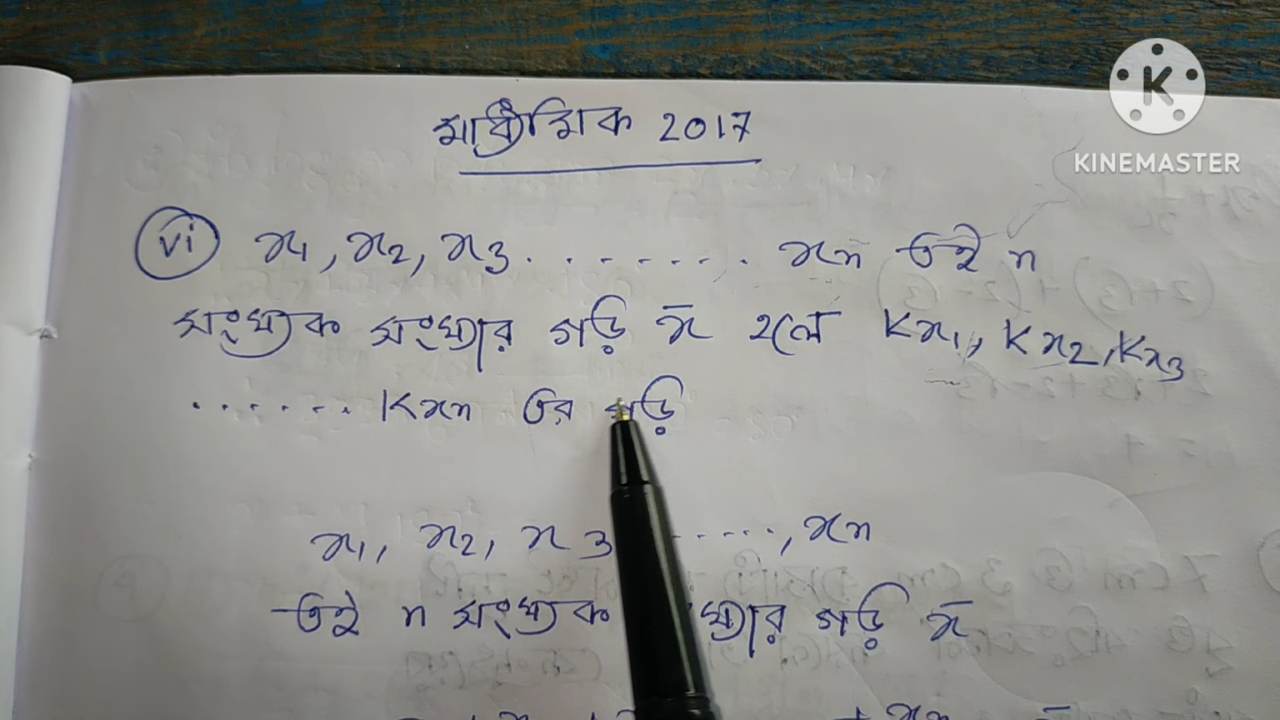 মাধ্যমিক 2017
K
KINEMASTER
vi x₁, x₂, x₃ . . . . . . . . xₙ এই n
সংখ্যক সংখ্যার গড় x̄ হলে Kx₁, Kx₂, Kx₃
. . . . . . Kxₙ এর গড়
x₁, x₂, x₃ . . . . . , xₙ
এই n সংখ্যক গড় x̄